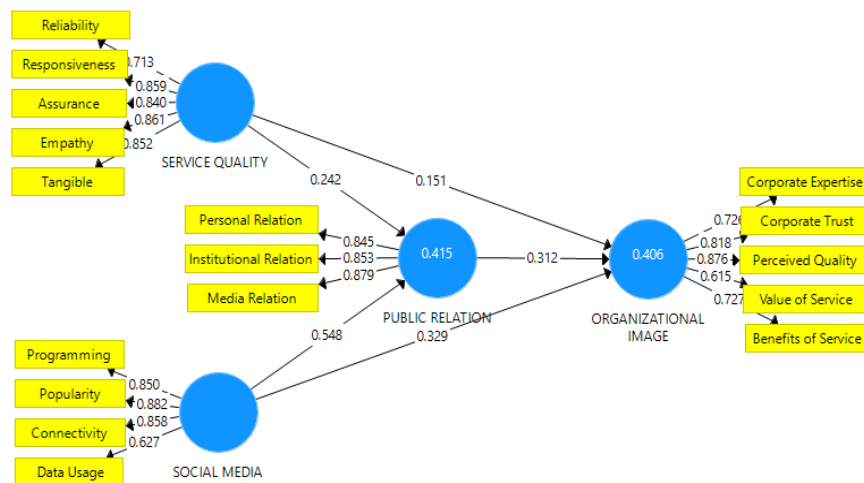 Reliability
Responsiveness
Assurance
Empathy
Tangible
0.713
0.859
0.840
0.861
0.852
SERVICE QUALITY
0.242
0.151
Personal Relation
Institutional Relation
Media Relation
0.845
0.853
0.879
0.415
PUBLIC RELATION
0.312
0.406
ORGANIZATIONAL
IMAGE
0.726
0.818
0.876
0.615
0.727
Corporate Expertise
Corporate Trust
Perceived Quality
Value of Service
Benefits of Service
0.548
0.329
Programming
Popularity
Connectivity
Data Usage
0.850
0.882
0.858
0.627
SOCIAL MEDIA